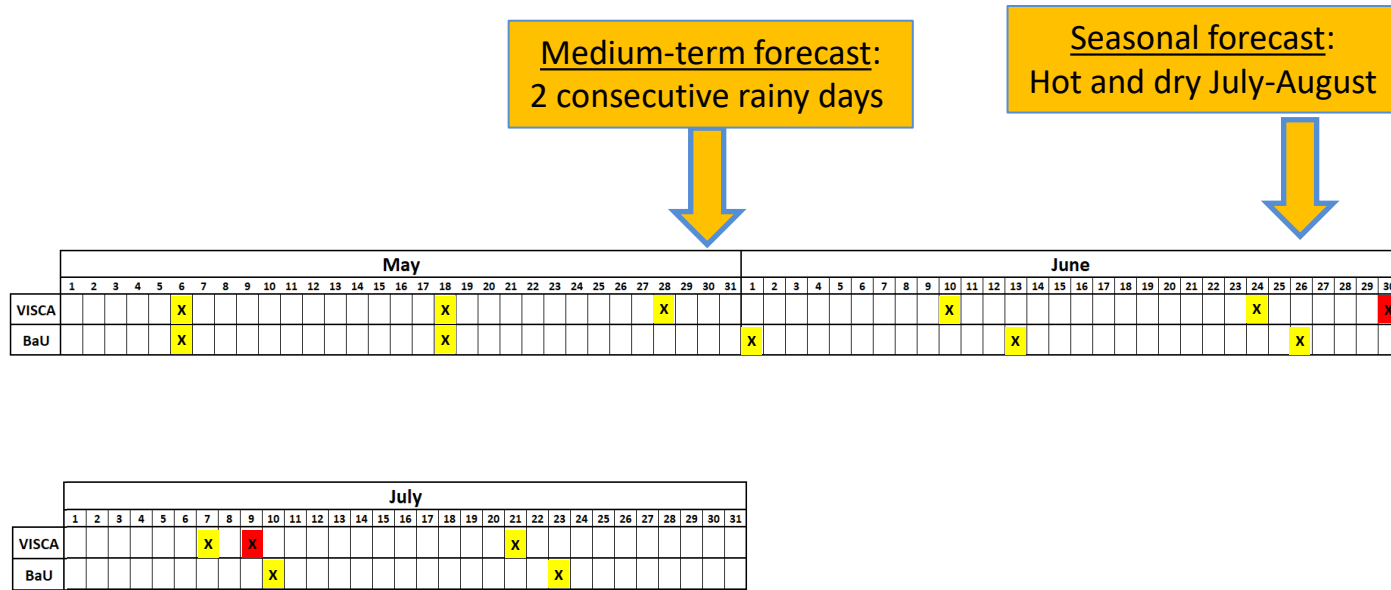 Medium-term forecast:
2 consecutive rainy days
Seasonal forecast:
Hot and dry July-August
May June
1 2 3 4 5 6 7 8 9 10 11 12 13 14 15 16 17 18 19 20 21 22 23 24 25 26 27 28 29 30 31 1 2 3 4 5 6 7 8 9 10 11 12 13 14 15 16 17 18 19 20 21 22 23 24 25 26 27 28 29 30
VISCA X X X X X X
BaU X X X X X
July
1 2 3 4 5 6 7 8 9 10 11 12 13 14 15 16 17 18 19 20 21 22 23 24 25 26 27 28 29 30 31
VISCA X X X
BaU X X